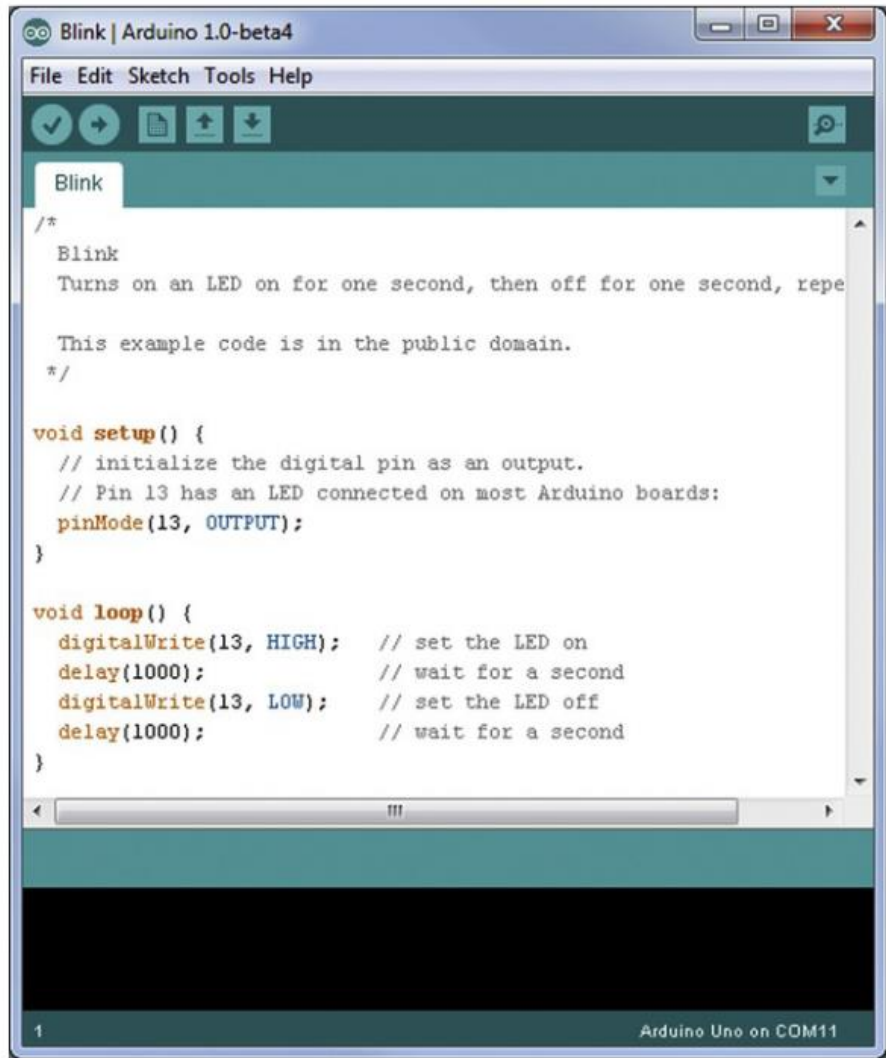 Blink | Arduino 1.0-beta4
File Edit Sketch Tools Help
Blink
/*
  Blink
  Turns on an LED on for one second, then off for one second, repe

  This example code is in the public domain.
 */

void setup() {
  // initialize the digital pin as an output.
  // Pin 13 has an LED connected on most Arduino boards:
  pinMode(13, OUTPUT);
}

void loop() {
  digitalWrite(13, HIGH);   // set the LED on
  delay(1000);              // wait for a second
  digitalWrite(13, LOW);    // set the LED off
  delay(1000);              // wait for a second
}
1 Arduino Uno on COM11